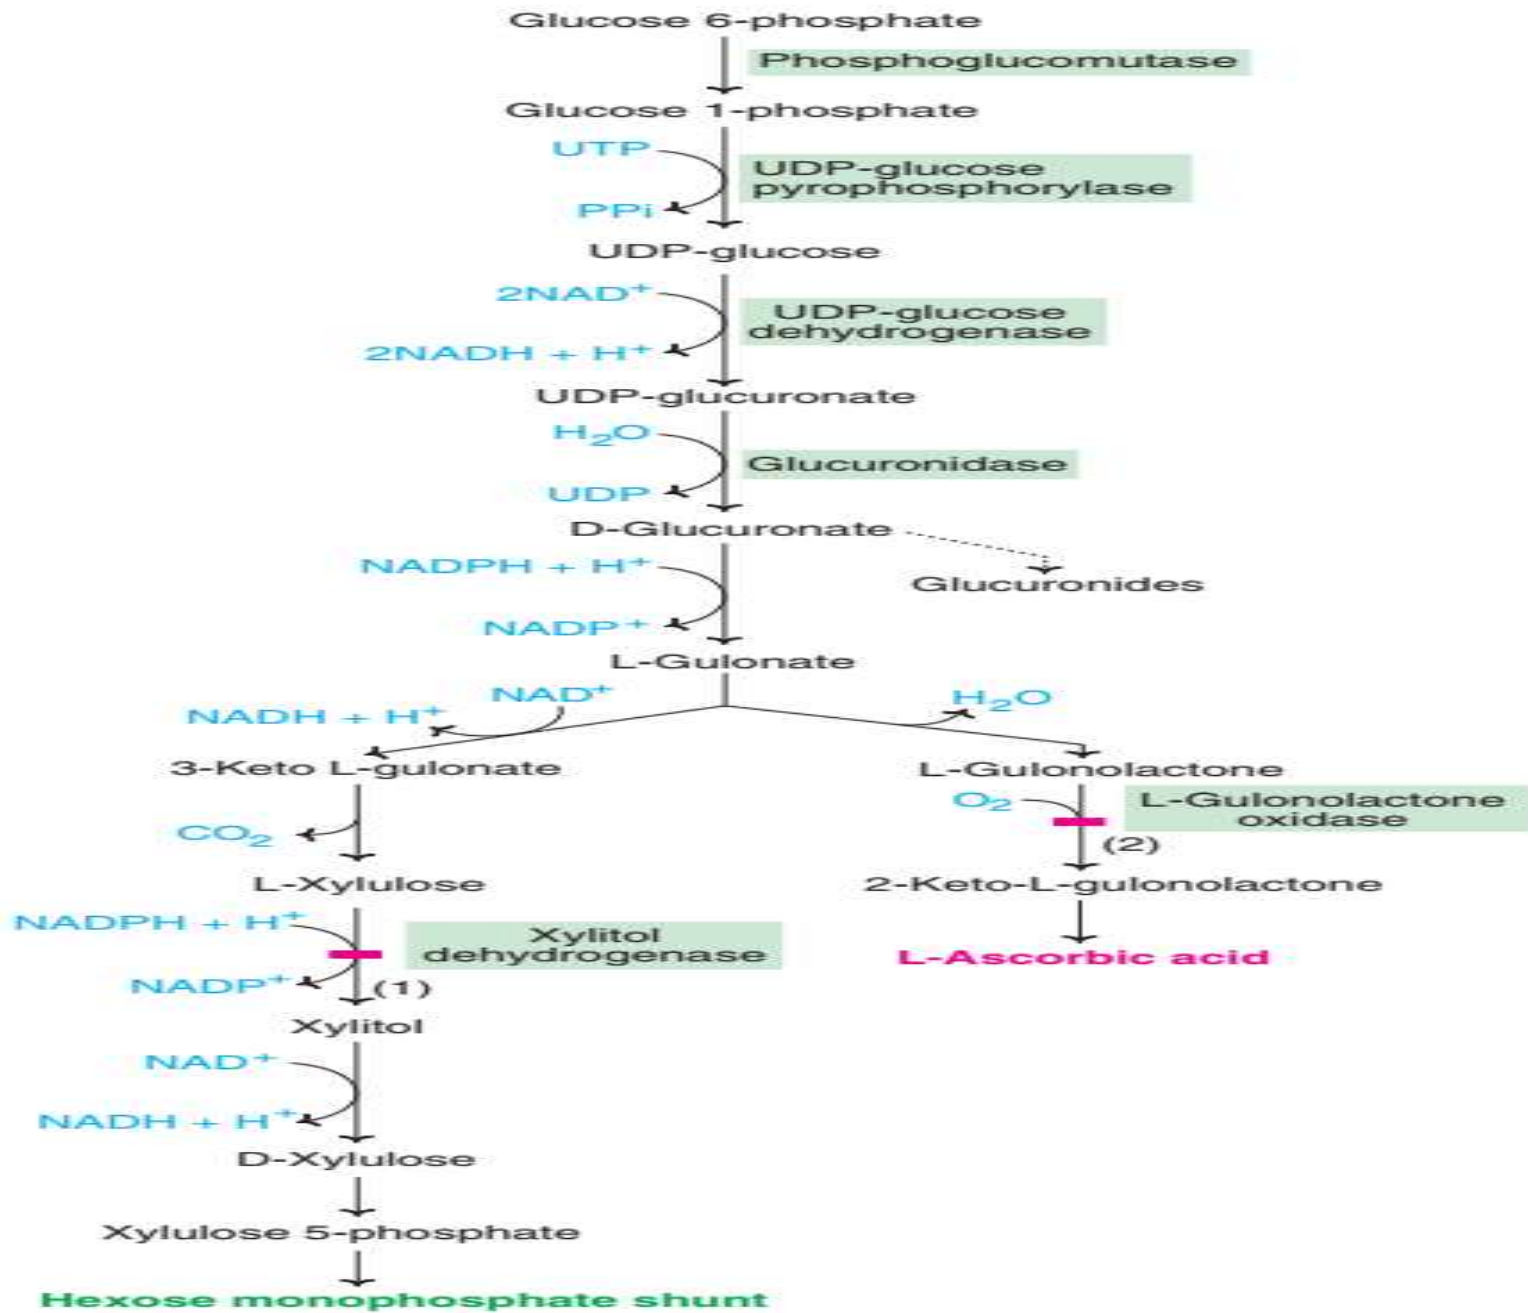 Glucose 6-phosphate
Phosphoglucomutase
Glucose 1-phosphate
UTP
UDP-glucose
pyrophosphorylase
PPi
UDP-glucose
2NAD⁺
UDP-glucose
dehydrogenase
2NADH + H⁺
UDP-glucuronate
H₂O
Glucuronidase
UDP
D-Glucuronate
NADPH + H⁺
Glucuronides
NADP⁺
L-Gulonate
NAD⁺
H₂O
NADH + H⁺
3-Keto L-gulonate
L-Gulonolactone
O₂
L-Gulonolactone
oxidase
CO₂
(2)
L-Xylulose
2-Keto-L-gulonolactone
NADPH + H⁺
Xylitol
dehydrogenase
L-Ascorbic acid
NADP⁺
(1)
Xylitol
NAD⁺
NADH + H⁺
D-Xylulose
Xylulose 5-phosphate
Hexose monophosphate shunt